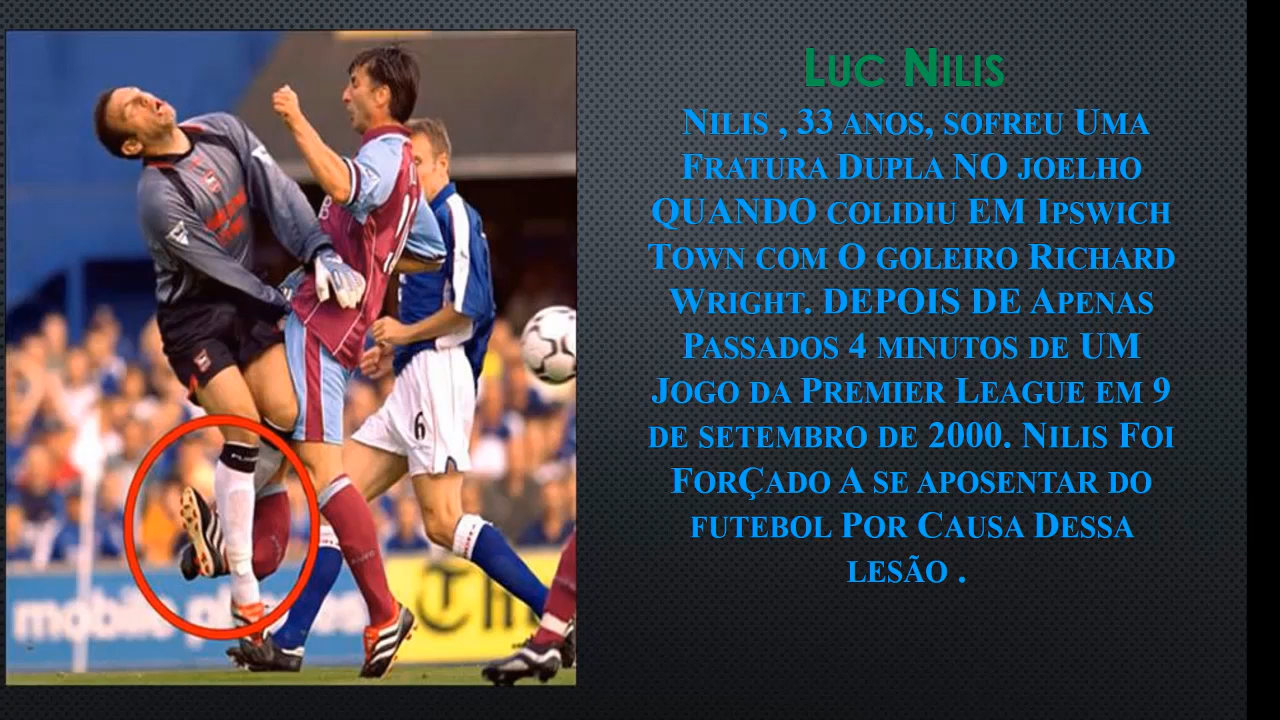 Luc Nilis
Nilis , 33 anos, sofreu Uma
Fratura Dupla NO joelho
QUANDO colidiu EM Ipswich
Town com O goleiro Richard
Wright. DEPOIS DE Apenas
Passados 4 minutos de UM
Jogo da Premier League em 9
de setembro de 2000. Nilis Foi
ForÇado A se aposentar do
futebol Por Causa Dessa
lesão .
6
mobile